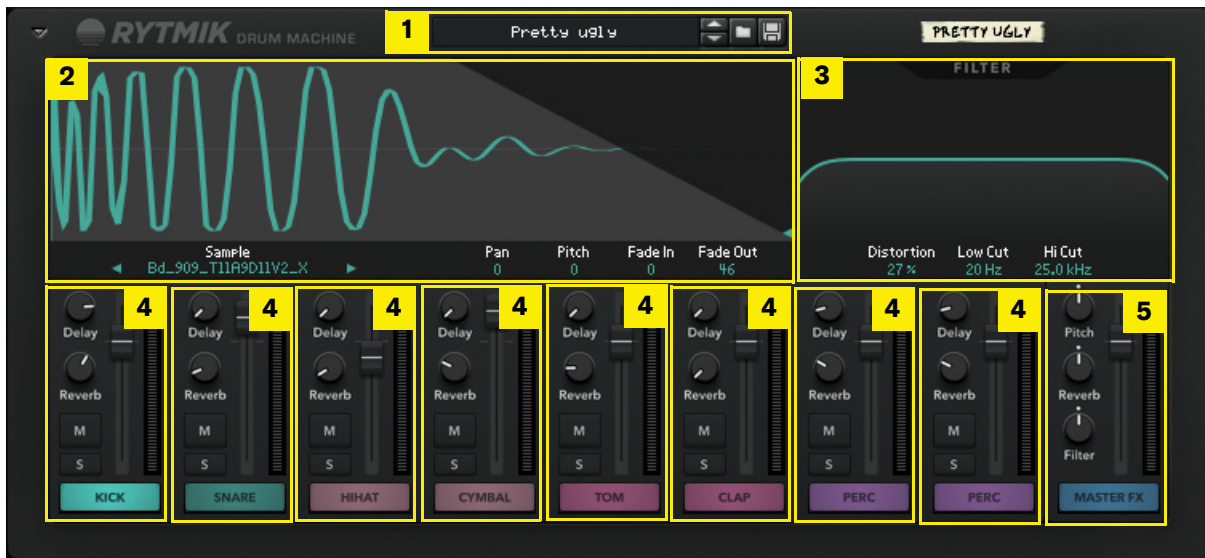 RYTMIK DRUM MACHINE
1
Pretty ugly
PRETTY UGLY
2
3
FILTER
Sample
Bd_909_T11A9D11V2_X
Pan Pitch Fade In Fade Out
0 0 0 46
Distortion Low Cut Hi Cut
27 % 20 Hz 25.0 kHz
4 4 4 4 4 4 4 4 5
Delay Delay Delay Delay Delay Delay Delay Delay Pitch
Reverb Reverb Reverb Reverb Reverb Reverb Reverb Reverb Reverb
M M M M M M M M
S S S S S S S S Filter
KICK SNARE HIHAT CYMBAL TOM CLAP PERC PERC MASTER FX